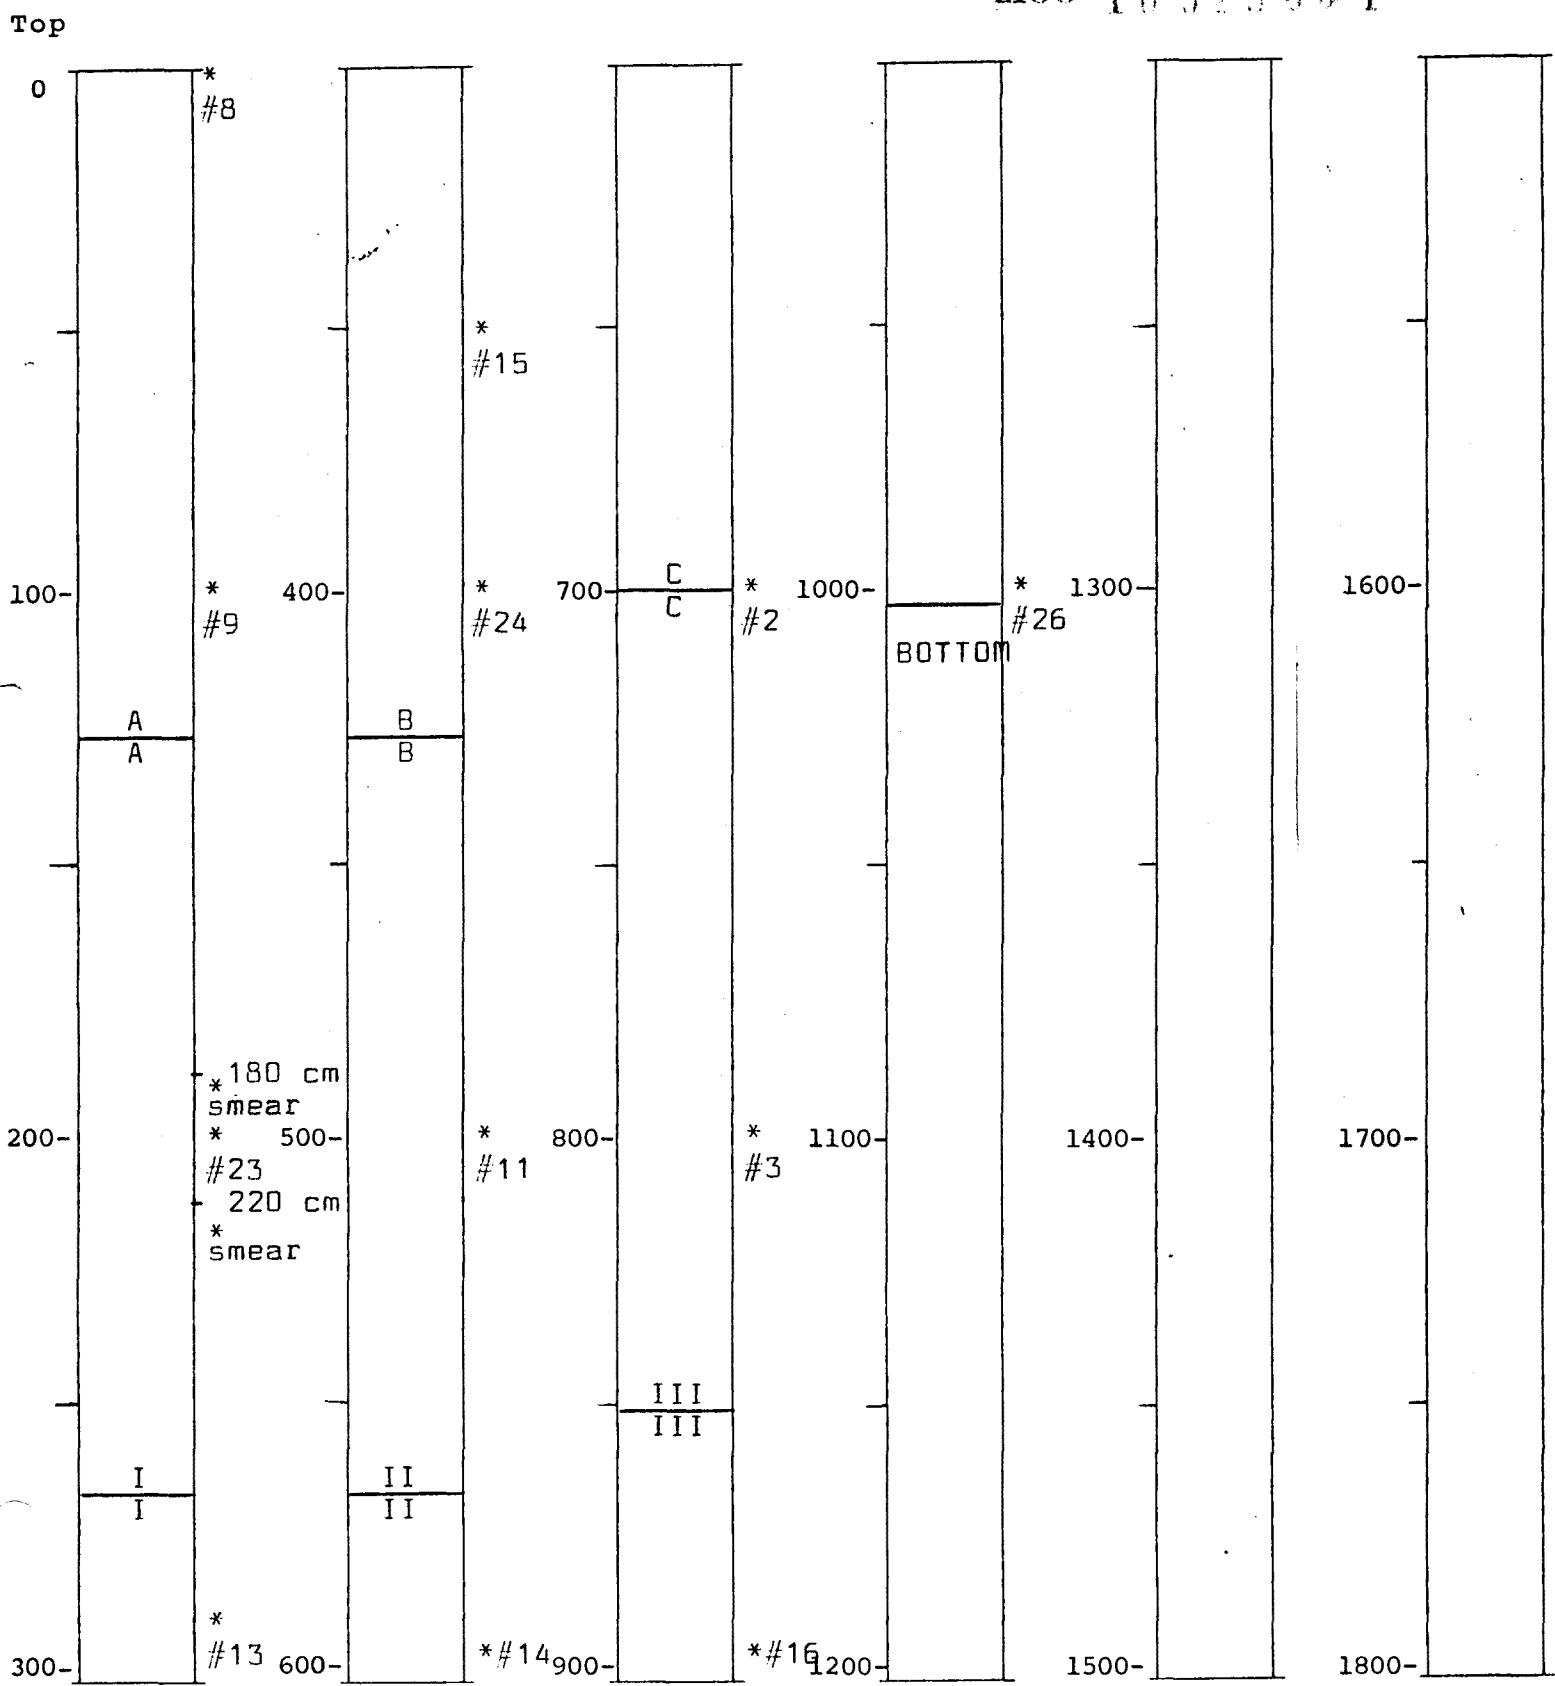 Top
0
*
#8
*
#15
100-
*
#9
400-
*
#24
700-
C
C
*
#2
1000-
*
#26
BOTTOM
1300-
1600-
A
A
B
B
180 cm
*
smear
200-
*
#23
220 cm
*
smear
500-
*
#11
800-
*
#3
1100-
1400-
1700-
I
I
II
II
III
III
*
#13
300-
600-
*#14
900-
*#16
1200-
1500-
1800-